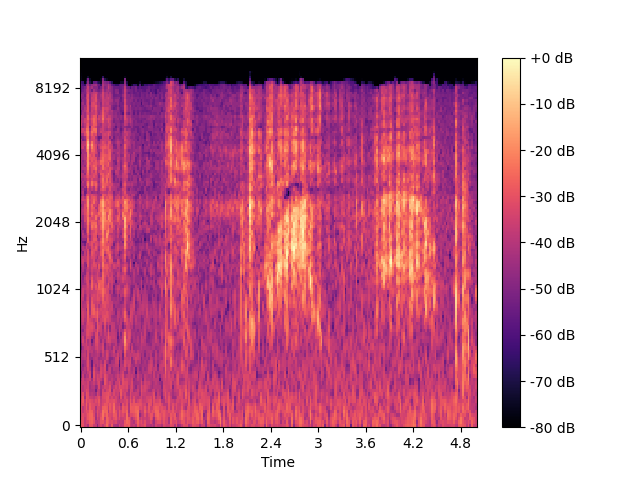 +0 dB
8192
-10 dB
4096
-20 dB
-30 dB
2048
-40 dB
Hz
1024
-50 dB
512
-60 dB
-70 dB
0
-80 dB
0 0.6 1.2 1.8 2.4 3 3.6 4.2 4.8
Time